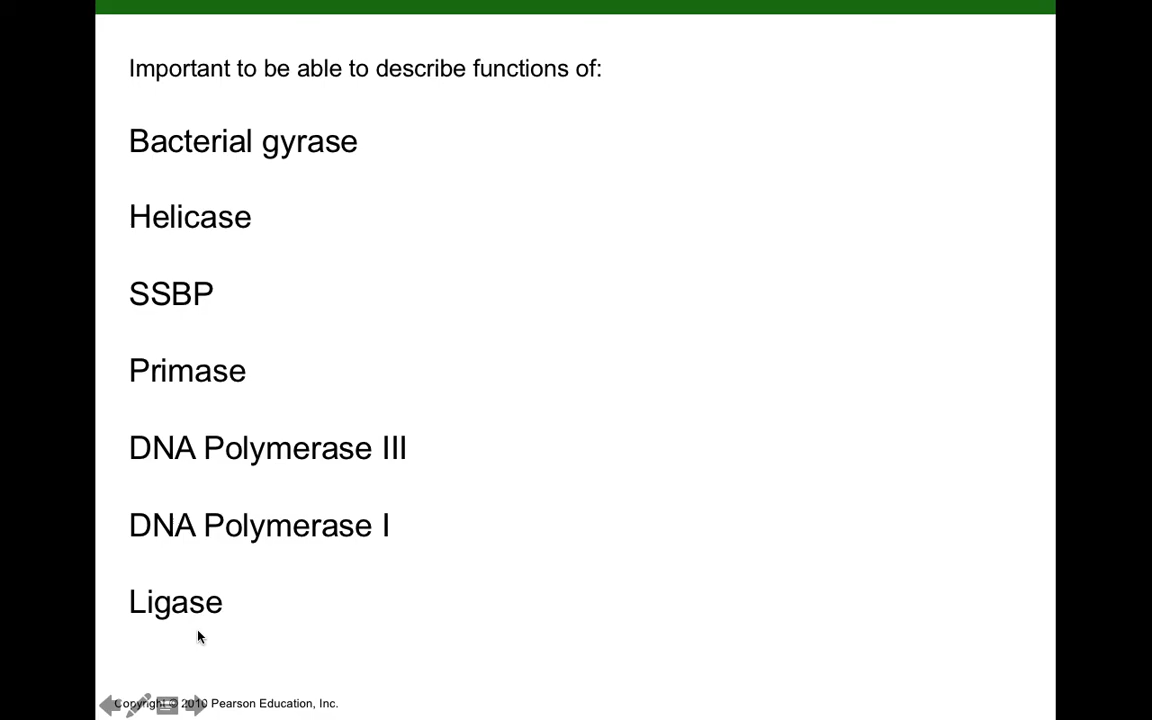 Important to be able to describe functions of:
Bacterial gyrase
Helicase
SSBP
Primase
DNA Polymerase III
DNA Polymerase I
Ligase
Copyright © 2010 Pearson Education, Inc.